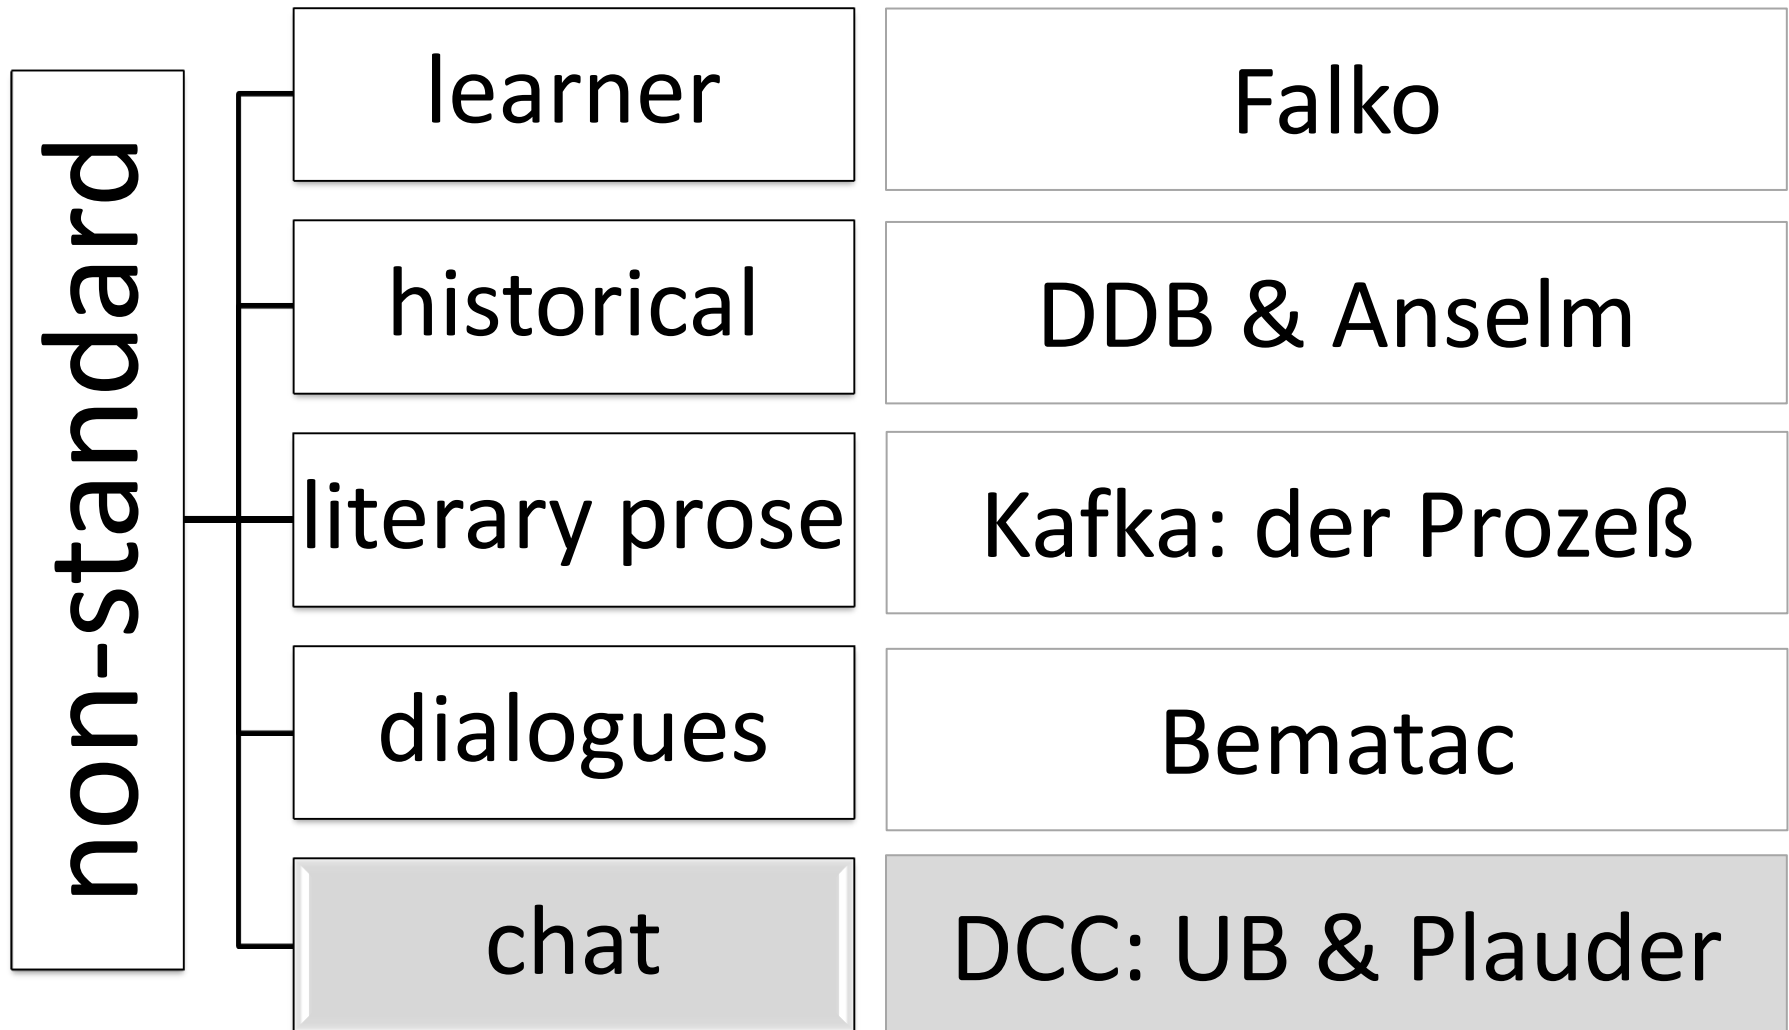 non-standard
learner
Falko
historical
DDB & Anselm
literary prose
Kafka: der Prozeß
dialogues
Bematac
chat
DCC: UB & Plauder